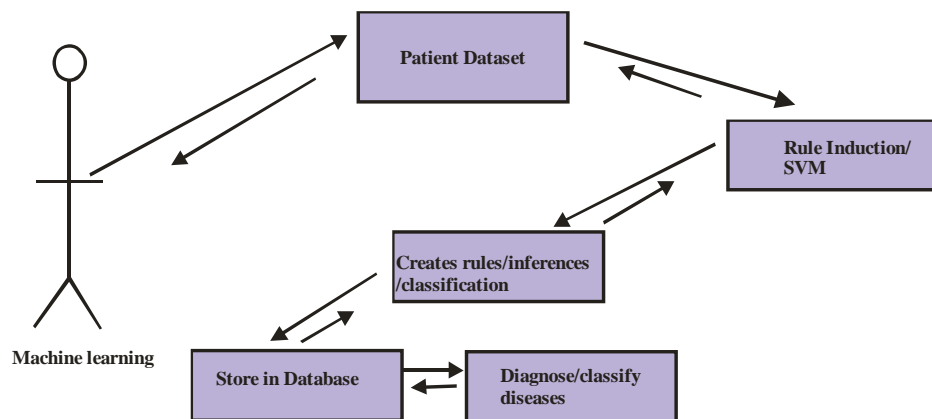 Patient Dataset
Rule Induction/
SVM
Creates rules/inferences
/classification
Machine learning
Store in Database
Diagnose/classify
diseases